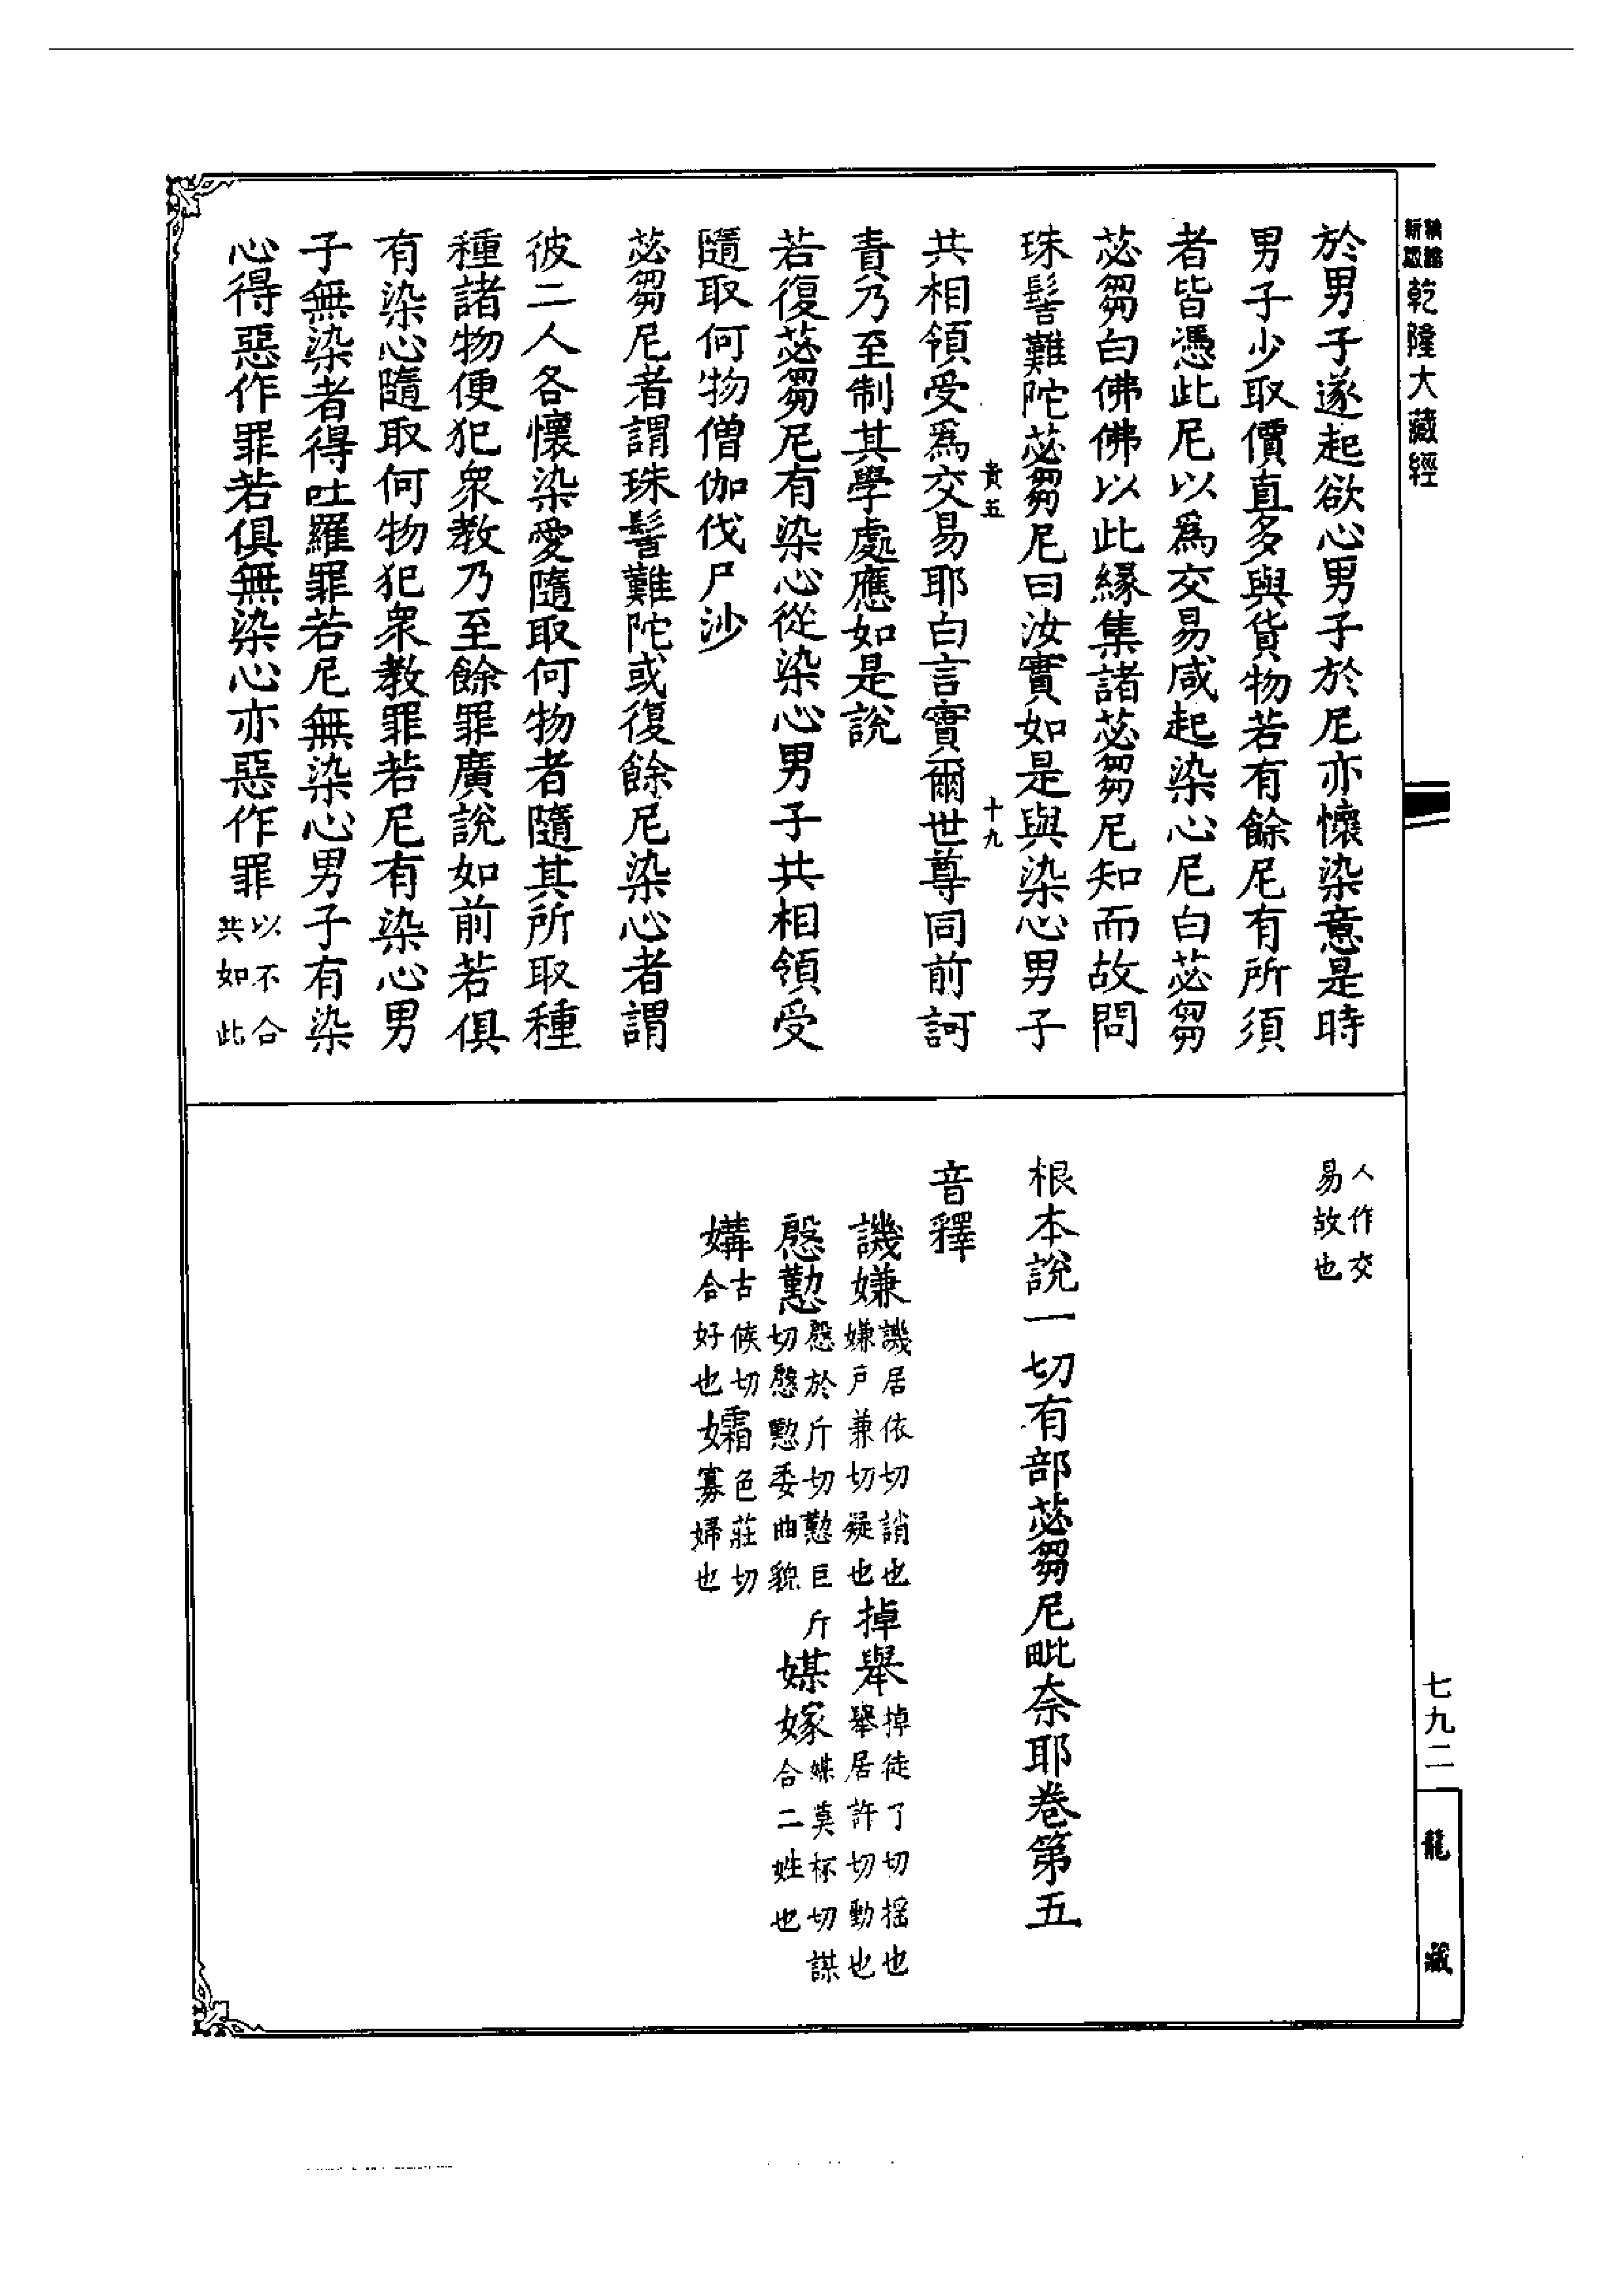 乾隆大藏經
於男子遂起欲心男子於尼亦懷染意是時
男子少取價直多與貨物若有餘尼有所須
者皆憑此尼以為交易咸起染心尼白苾芻
苾芻白佛佛以此緣集諸苾芻尼知而故問
珠髻難陀苾芻尼曰汝實如是與染心男子
貴五
十九
共相領受爲交易耶白言實爾世尊同前訶
責乃至制其學處應如是說
若復苾芻尼有染心從染心男子共相領受
隨取何物僧伽伐尸沙
苾芻尼者謂珠髻難陀或復餘尼染心者謂
彼二人各懷染愛隨取何物者隨其所取種
種諸物便犯衆教乃至餘罪廣說如前若俱
有染心隨取何物犯衆教罪若尼有染心男
子無染者得吐羅罪若尼無染心男子有染
心得惡作罪若俱無染心亦惡作罪以不合
共如此
人作交
易故也
根本說一切有部苾芻尼毗奈耶卷第五
音釋
譏嫌譏居依切誚也
嫌戶兼切疑也掉舉掉徒了切搖也
舉居許切動也
慇懃慇於斤切懃巨斤
切慇懃委曲貌媒嫁媒莫杯切謀
合二姓也
媾古候切
合好也孀色莊切
寡婦也
七九二
龍藏